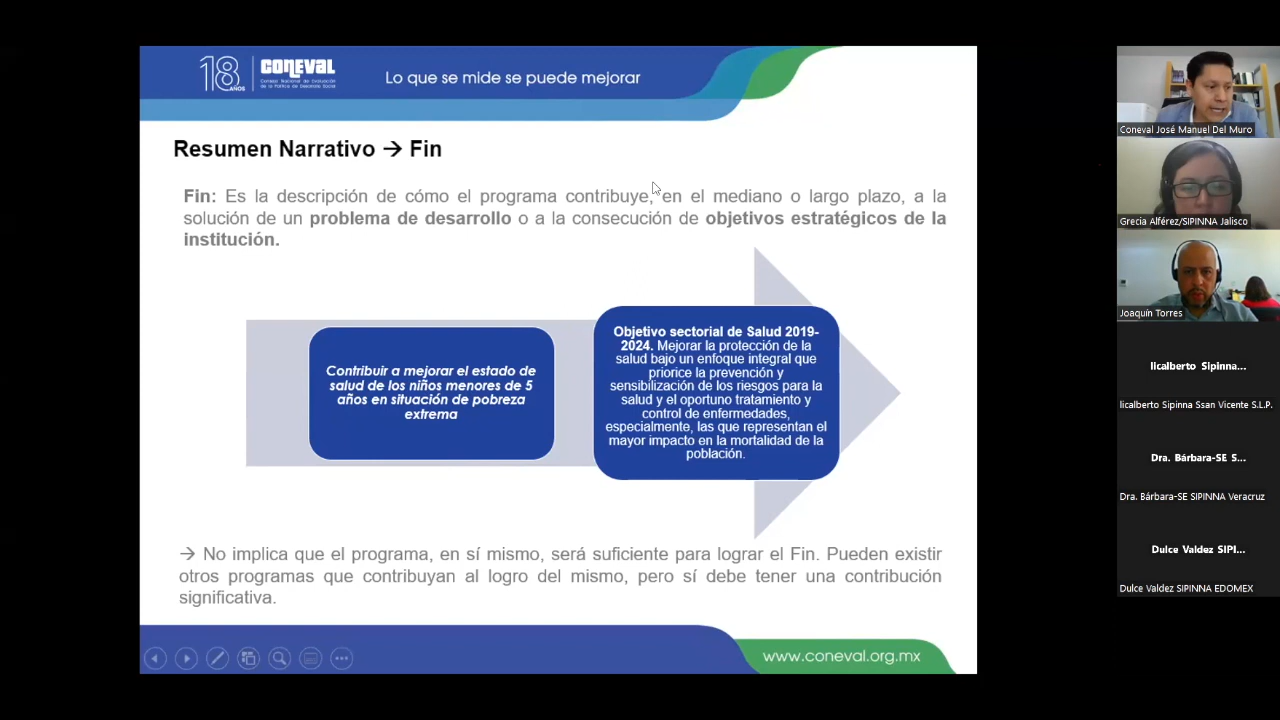 18 AÑOS
CONEVAL
Consejo Nacional de Evaluación
de la Política de Desarrollo Social
Lo que se mide se puede mejorar
Resumen Narrativo → Fin
Fin: Es la descripción de cómo el programa contribuye, en el mediano o largo plazo, a la
solución de un problema de desarrollo o a la consecución de objetivos estratégicos de la
institución.
Contribuir a mejorar el estado de
salud de los niños menores de 5
años en situación de pobreza
extrema
Objetivo sectorial de Salud 2019-
2024. Mejorar la protección de la
salud bajo un enfoque integral que
priorice la prevención y
sensibilización de los riesgos para la
salud y el oportuno tratamiento y
control de enfermedades,
especialmente, las que representan el
mayor impacto en la mortalidad de la
población.
→ No implica que el programa, en sí mismo, será suficiente para lograr el Fin. Pueden existir
otros programas que contribuyan al logro del mismo, pero sí debe tener una contribución
significativa.
www.coneval.org.mx
Coneval José Manuel Del Muro
Grecia Alférez/SIPINNA Jalisco
Joaquín Torres
licalberto Sipinna...
licalberto Sipinna Ssan Vicente S.L.P.
Dra. Bárbara-SE S...
Dra. Bárbara-SE SIPINNA Veracruz
Dulce Valdez SIPI...
Dulce Valdez SIPINNA EDOMEX